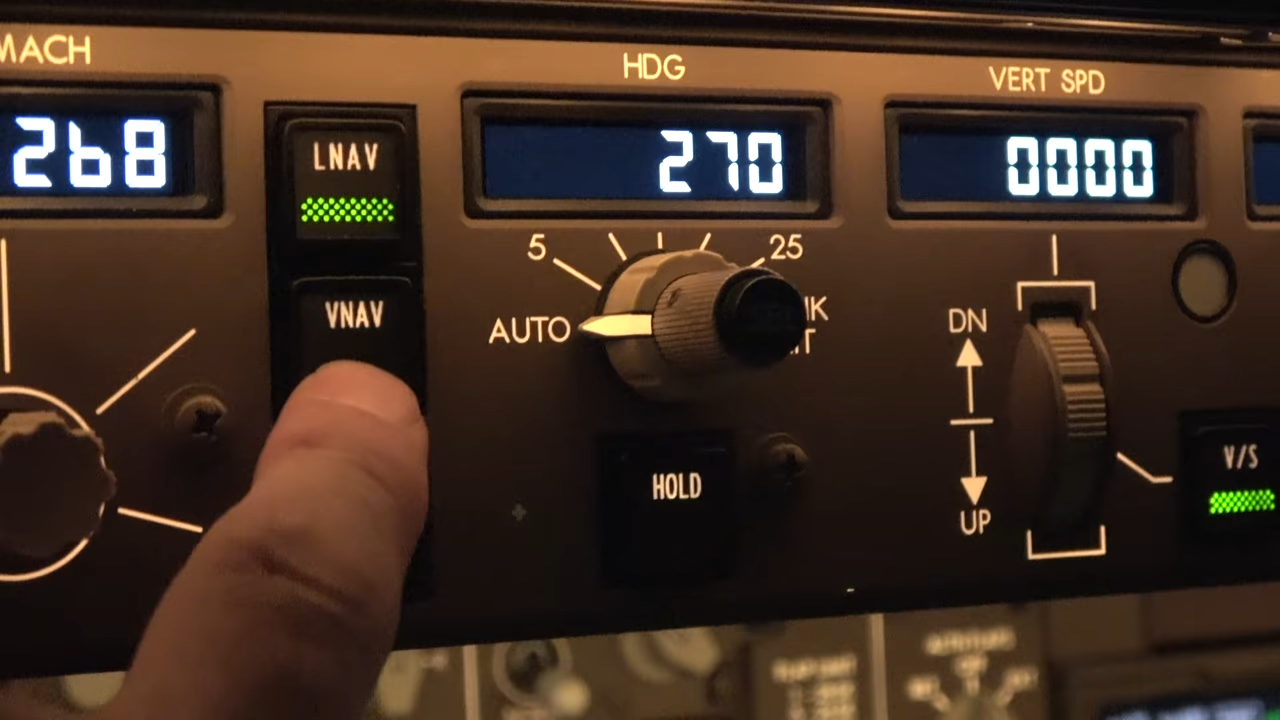 MACH
HDG
VERT SPD
268
LNAV
270
0000
5
25
VNAV
AUTO
DN
HOLD
V/S
UP